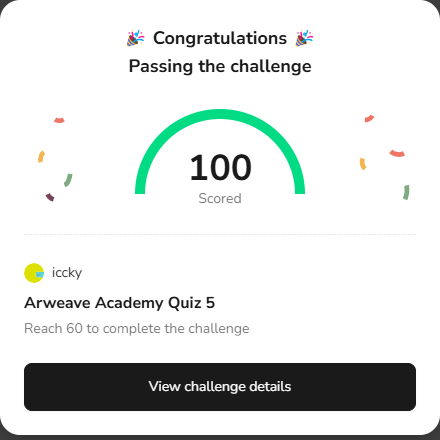 🎉 Congratulations 🎉
Passing the challenge
100
Scored
iccky
Arweave Academy Quiz 5
Reach 60 to complete the challenge
View challenge details